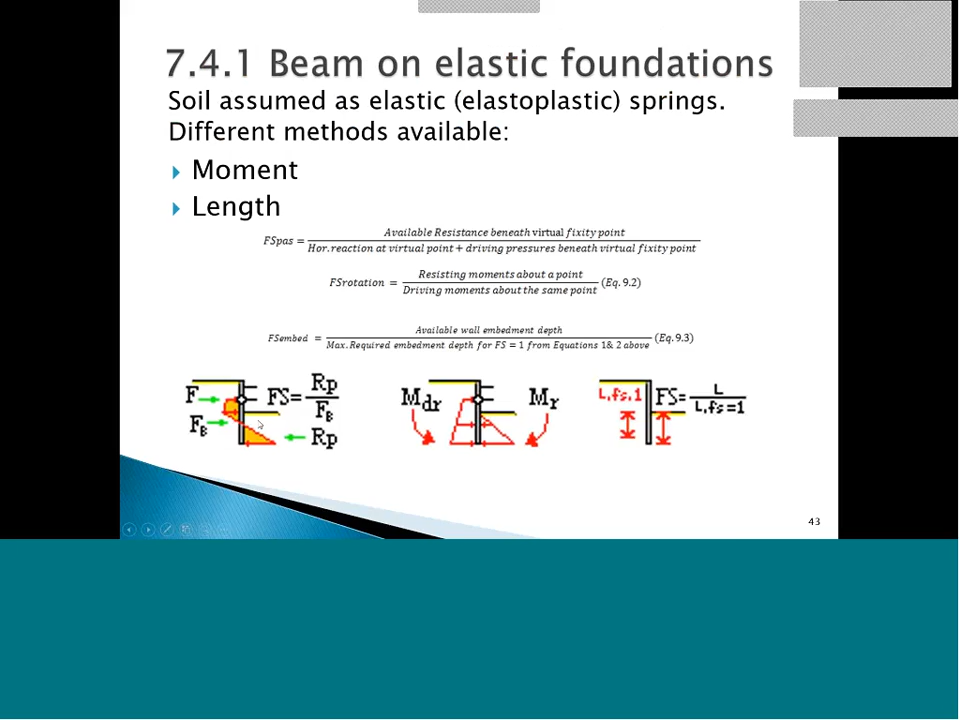 7.4.1 Beam on elastic foundations
Soil assumed as elastic (elastoplastic) springs.
Different methods available:
Moment
Length
FSpas = Available Resistance beneath virtual fixity point
Hor.reaction at virtual point + driving pressures beneath virtual fixity point
FSrotation = Resisting moments about a point (Eq. 9.2)
Driving moments about the same point
FSembed = Available wall embedment depth (Eq. 9.3)
Max. Required embedment depth for FS = 1 from Equations 1& 2 above
F FS= Rp
FB
FB Rp
Mdr Mr
L,fs,1 FS= L
L,fs=1
43